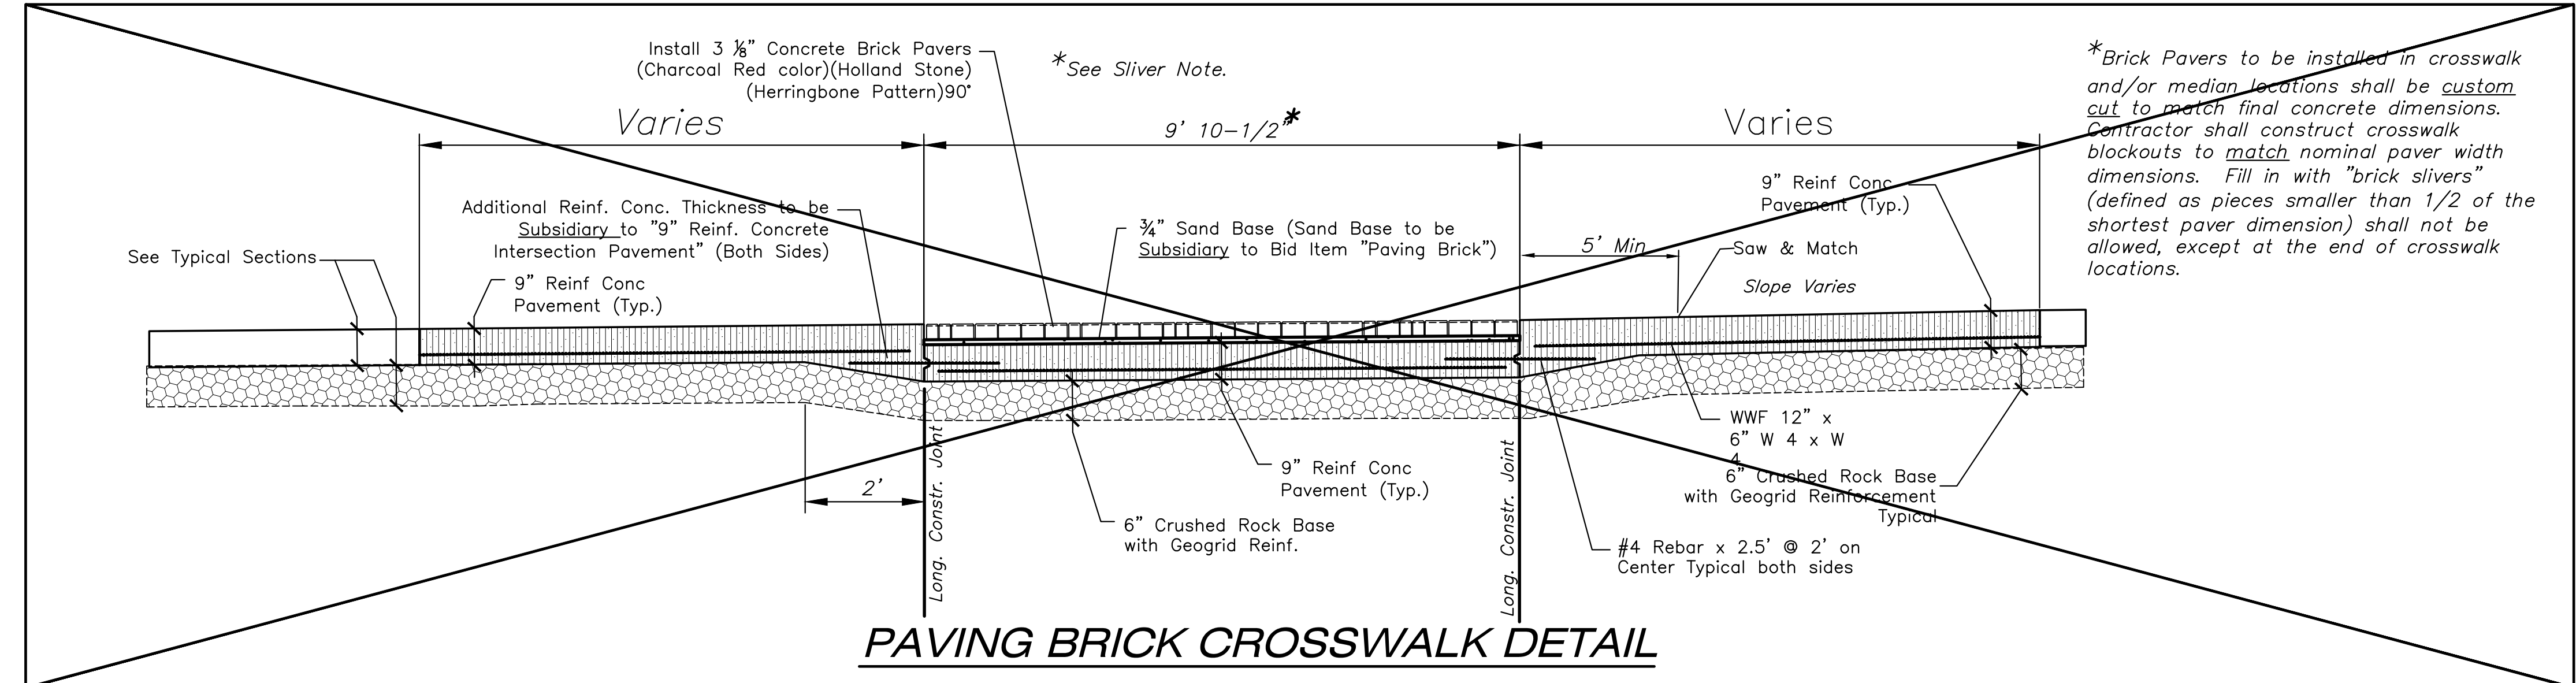 Install 3 ⅛" Concrete Brick Pavers
(Charcoal Red color)(Holland Stone)
(Herringbone Pattern)90°
*See Sliver Note.
*Brick Pavers to be installed in crosswalk
and/or median locations shall be custom
cut to match final concrete dimensions.
Contractor shall construct crosswalk
blockouts to match nominal paver width
dimensions. Fill in with "brick slivers"
(defined as pieces smaller than 1/2 of the
shortest paver dimension) shall not be
allowed, except at the end of crosswalk
locations.
Varies
9' 10-1/2"*
Varies
Additional Reinf. Conc. Thickness to be
Subsidiary to "9" Reinf. Concrete
Intersection Pavement" (Both Sides)
¾" Sand Base (Sand Base to be
Subsidiary to Bid Item "Paving Brick")
9" Reinf Conc
Pavement (Typ.)
5' Min
Saw & Match
Slope Varies
See Typical Sections
9" Reinf Conc
Pavement (Typ.)
WWF 12" x
6" W 4 x W
4
6" Crushed Rock Base
with Geogrid Reinforcement
Typical
9" Reinf Conc
Pavement (Typ.)
2'
6" Crushed Rock Base
with Geogrid Reinf.
#4 Rebar x 2.5' @ 2' on
Center Typical both sides
Long. Constr. Joint
Long. Constr. Joint
PAVING BRICK CROSSWALK DETAIL